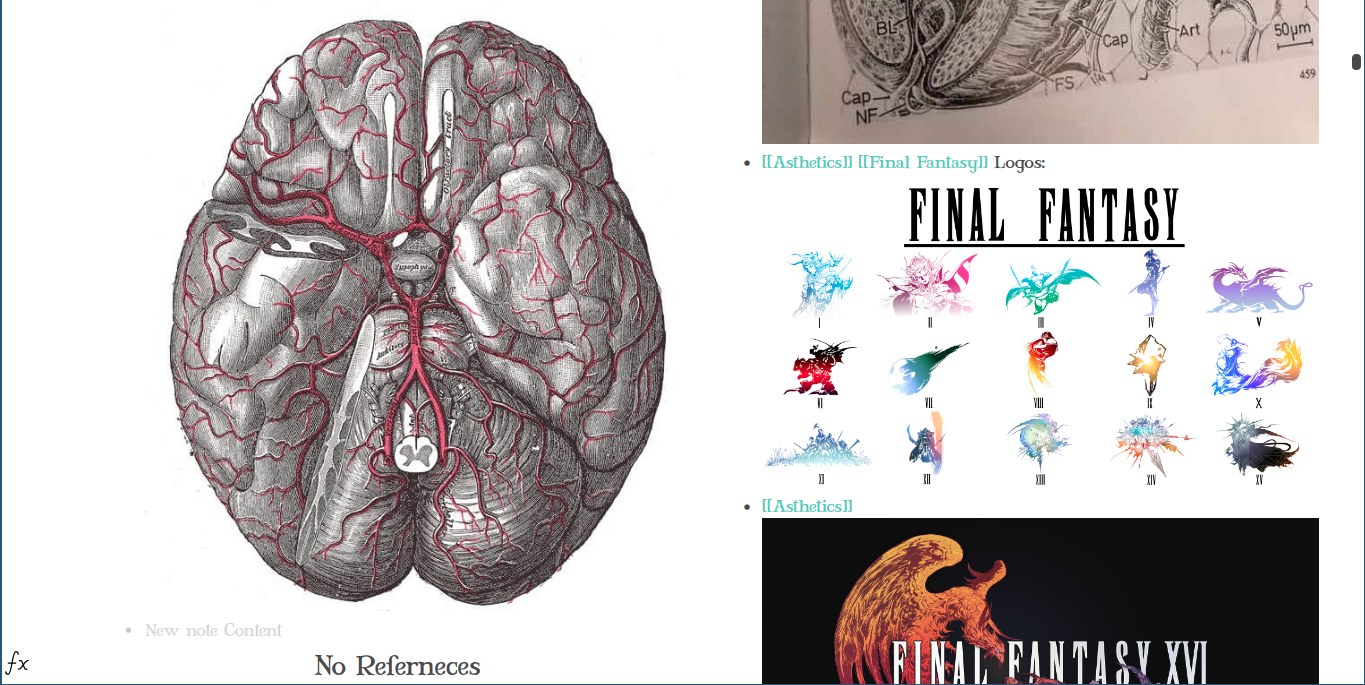 New note Content
fx
No Referneces
BL
Cap
Art
50µm
459
FS
Cap
NF
[[Asthetics]] [[Final Fantasy]] Logos:
FINAL FANTASY
I II III IV V
VI VII VIII IX X
XI XII XIII XIV XV
[[Asthetics]]
FINAL FANTASY XVI